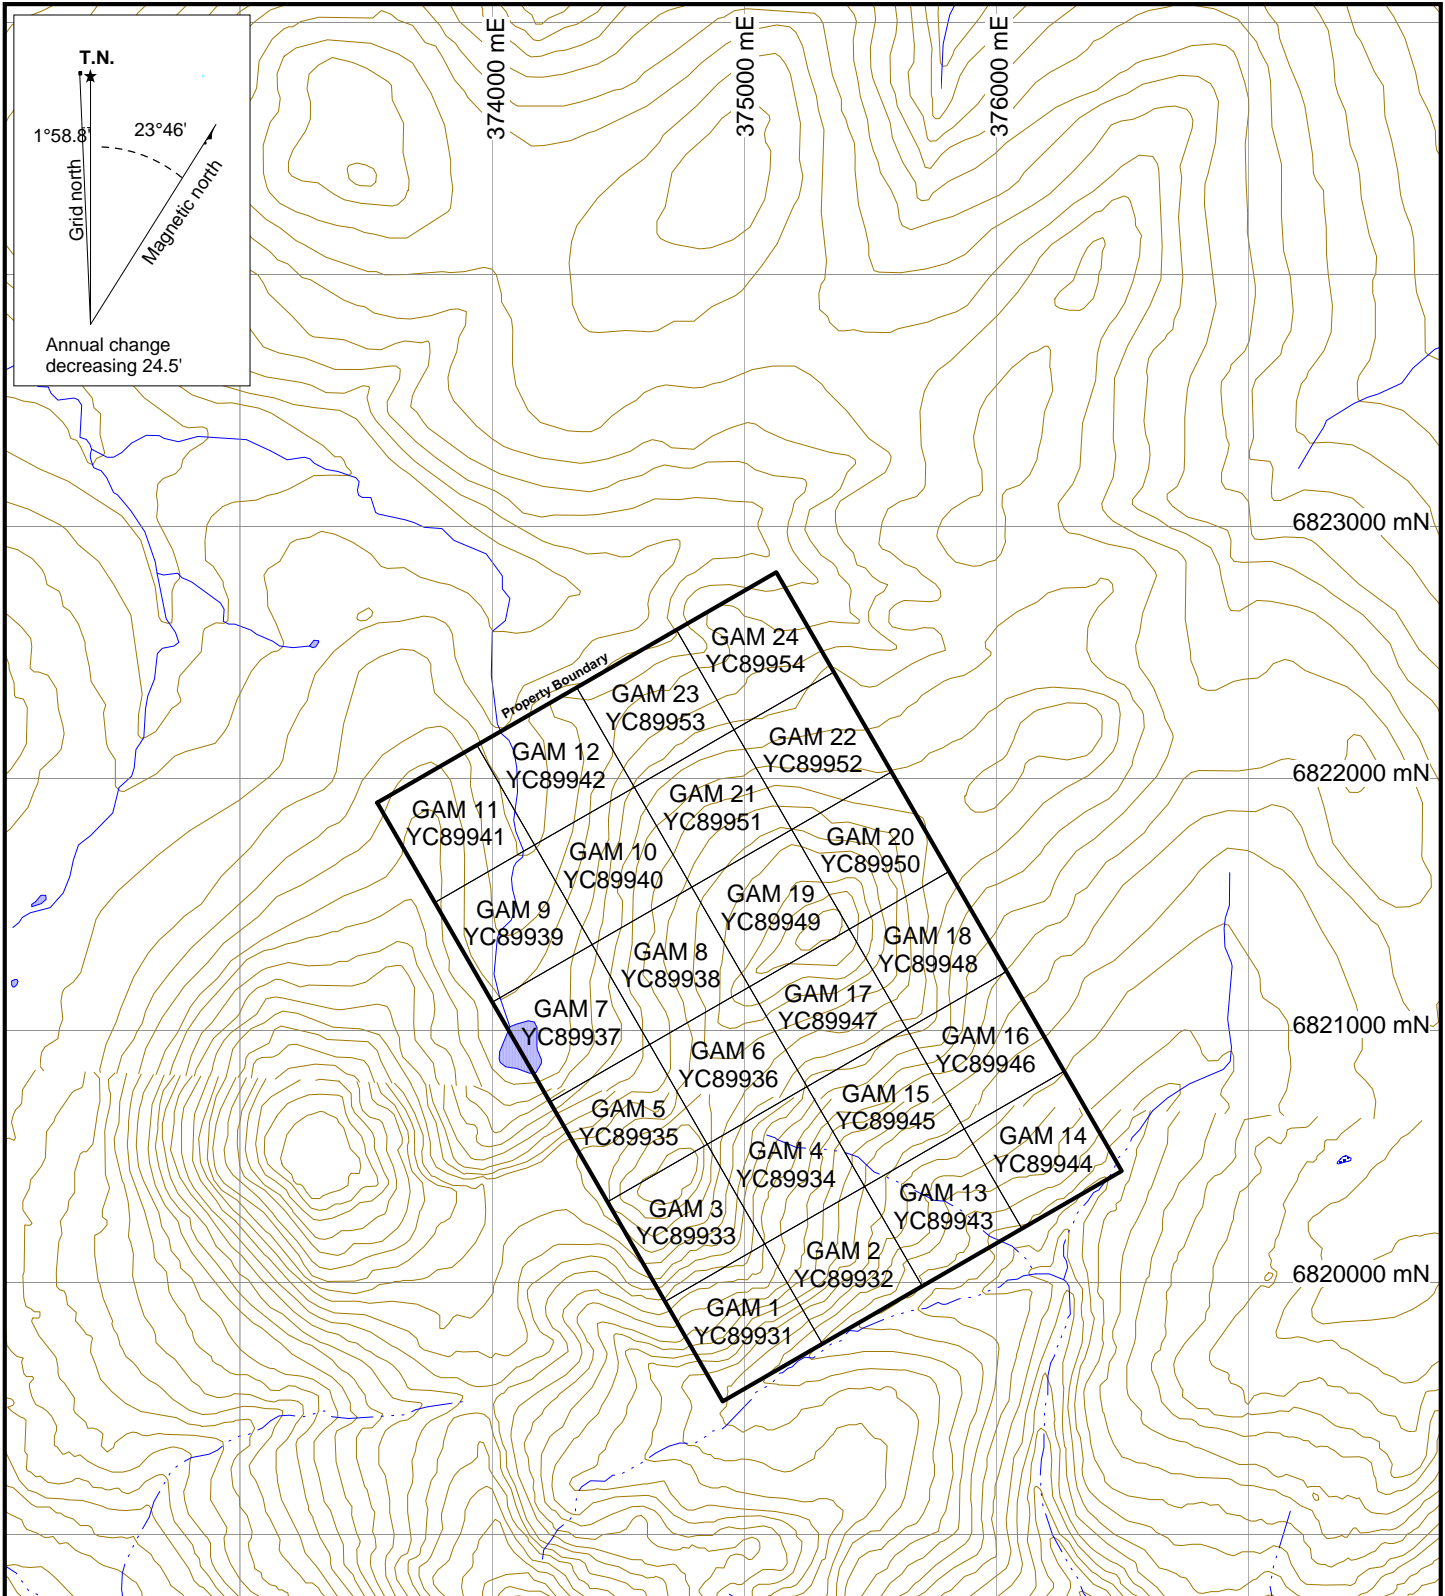 T.N.
1°58.8'
23°46'
Grid north
Magnetic north
Annual change
decreasing 24.5'
374000 mE
375000 mE
376000 mE
6823000 mN
6822000 mN
6821000 mN
6820000 mN
Property Boundary
GAM 24
YC89954
GAM 23
YC89953
GAM 22
YC89952
GAM 12
YC89942
GAM 21
YC89951
GAM 11
YC89941
GAM 20
YC89950
GAM 10
YC89940
GAM 19
YC89949
GAM 9
YC89939
GAM 18
YC89948
GAM 8
YC89938
GAM 17
YC89947
GAM 7
YC89937
GAM 16
YC89946
GAM 6
YC89936
GAM 15
YC89945
GAM 5
YC89935
GAM 14
YC89944
GAM 4
YC89934
GAM 13
YC89943
GAM 3
YC89933
GAM 2
YC89932
GAM 1
YC89931